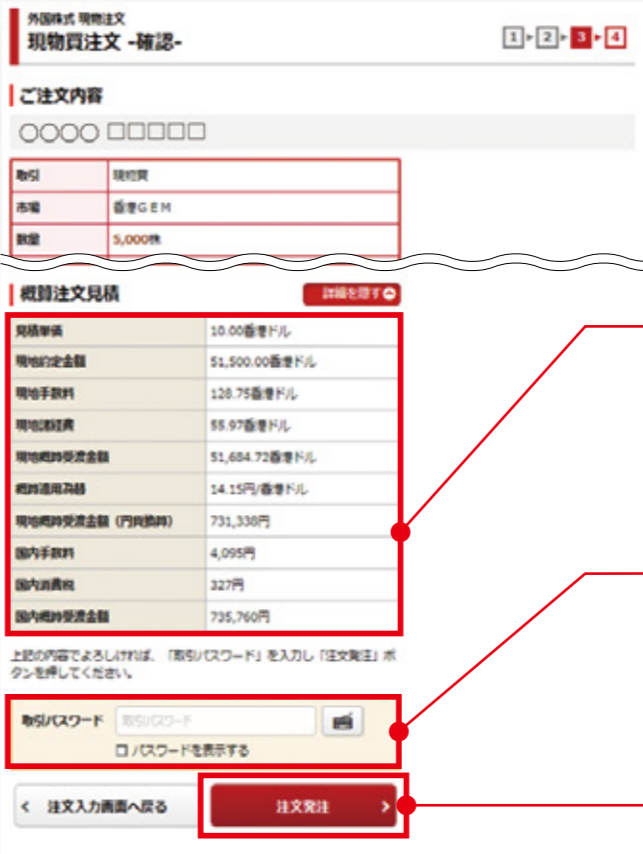 外国株式 現物注文
現物買注文 -確認-
1 2 3 4
ご注文内容
○○○○ □□□□□
取引 現物買
市場 香港GEM
数量 5,000株
概算注文見積 詳細を隠す
見積単価 10.00香港ドル
現地約定金額 51,500.00香港ドル
現地手数料 128.75香港ドル
現地諸経費 55.97香港ドル
現地概算受渡金額 51,684.72香港ドル
概算適用為替 14.15円/香港ドル
現地概算受渡金額（円貨換算） 731,338円
国内手数料 4,095円
国内消費税 327円
国内概算受渡金額 735,760円
上記の内容でよろしければ、「取引パスワード」を入力し「注文発注」ボ
タンを押してください。
取引パスワード 取引パスワード
パスワードを表示する
注文入力画面へ戻る 注文発注